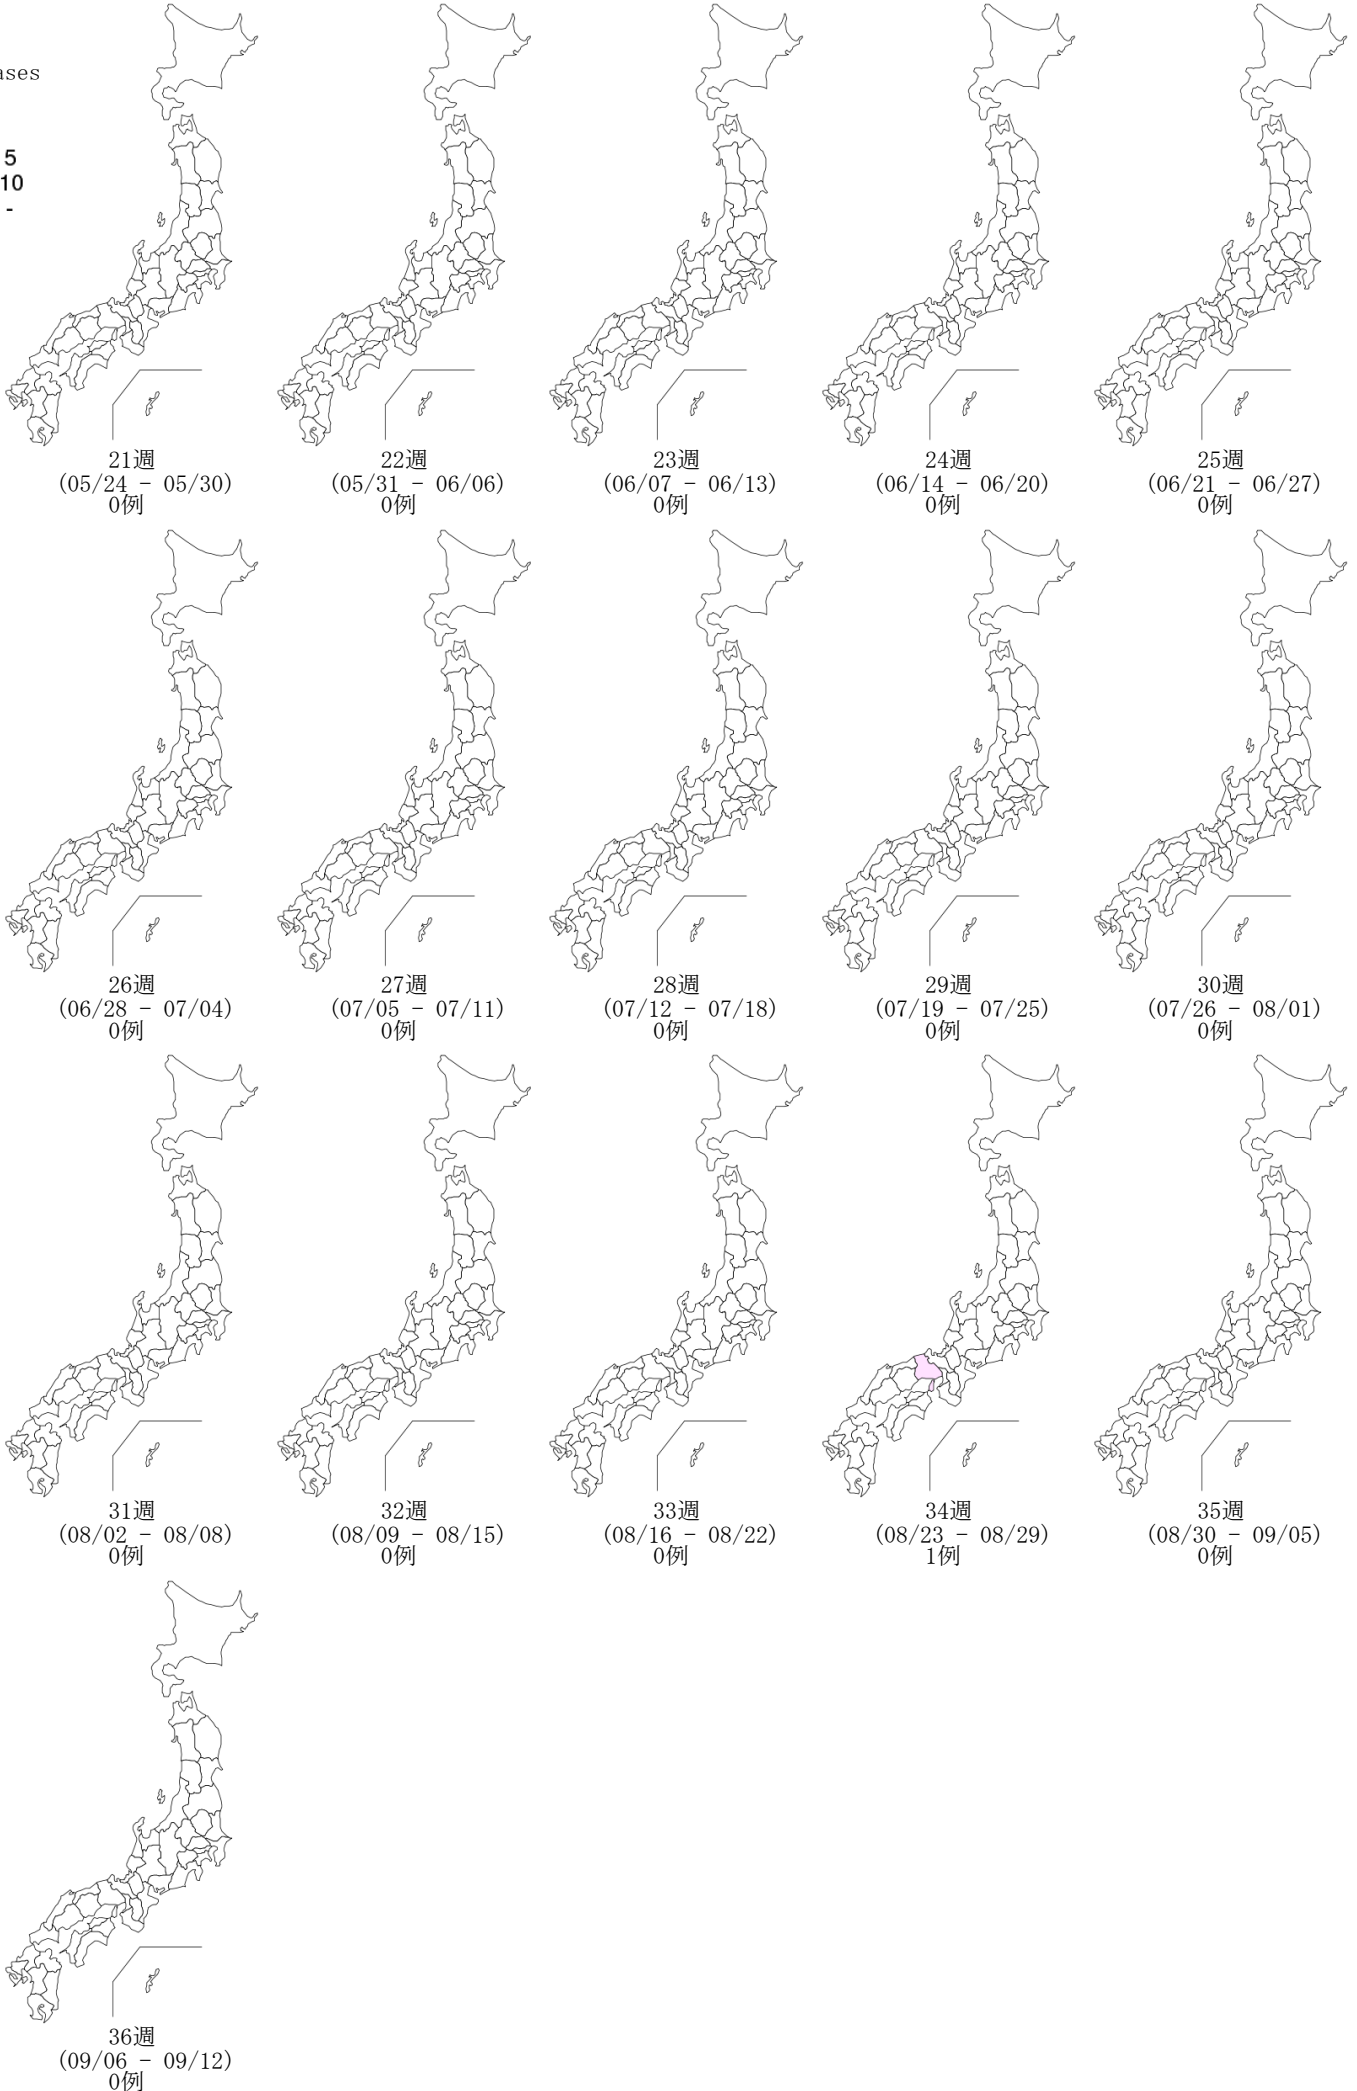 ases
5
10
-
21週
(05/24 - 05/30)
0例
22週
(05/31 - 06/06)
0例
23週
(06/07 - 06/13)
0例
24週
(06/14 - 06/20)
0例
25週
(06/21 - 06/27)
0例
26週
(06/28 - 07/04)
0例
27週
(07/05 - 07/11)
0例
28週
(07/12 - 07/18)
0例
29週
(07/19 - 07/25)
0例
30週
(07/26 - 08/01)
0例
31週
(08/02 - 08/08)
0例
32週
(08/09 - 08/15)
0例
33週
(08/16 - 08/22)
0例
34週
(08/23 - 08/29)
1例
35週
(08/30 - 09/05)
0例
36週
(09/06 - 09/12)
0例